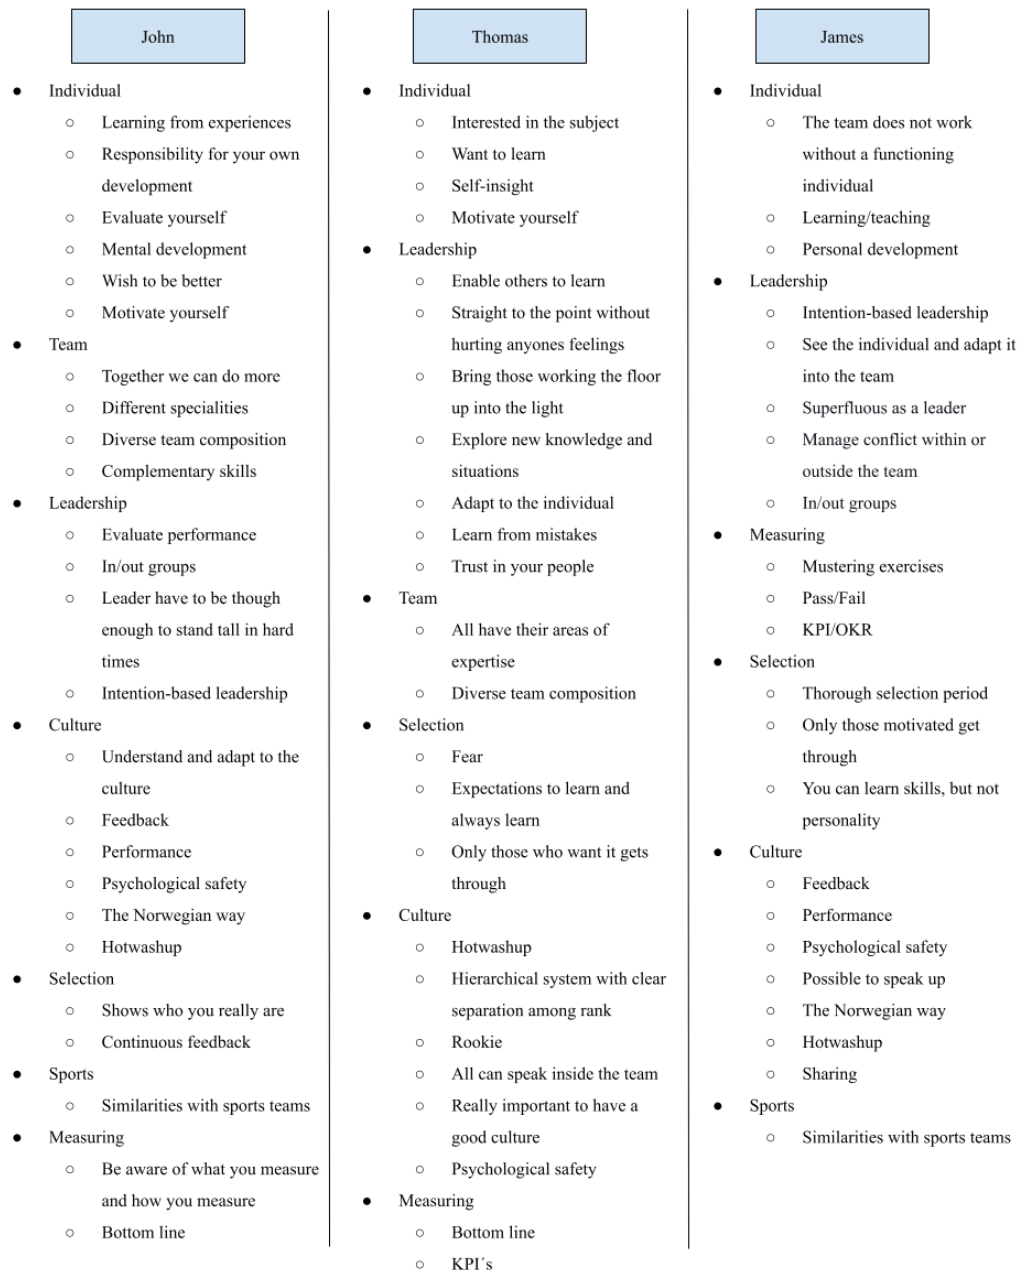 John
● Individual
○ Learning from experiences
○ Responsibility for your own
development
○ Evaluate yourself
○ Mental development
○ Wish to be better
○ Motivate yourself
● Team
○ Together we can do more
○ Different specialities
○ Diverse team composition
○ Complementary skills
● Leadership
○ Evaluate performance
○ In/out groups
○ Leader have to be though
enough to stand tall in hard
times
○ Intention-based leadership
● Culture
○ Understand and adapt to the
culture
○ Feedback
○ Performance
○ Psychological safety
○ The Norwegian way
○ Hotwashup
● Selection
○ Shows who you really are
○ Continuous feedback
● Sports
○ Similarities with sports teams
● Measuring
○ Be aware of what you measure
and how you measure
○ Bottom line
Thomas
● Individual
○ Interested in the subject
○ Want to learn
○ Self-insight
○ Motivate yourself
● Leadership
○ Enable others to learn
○ Straight to the point without
hurting anyones feelings
○ Bring those working the floor
up into the light
○ Explore new knowledge and
situations
○ Adapt to the individual
○ Learn from mistakes
○ Trust in your people
● Team
○ All have their areas of
expertise
○ Diverse team composition
● Selection
○ Fear
○ Expectations to learn and
always learn
○ Only those who want it gets
through
● Culture
○ Hotwashup
○ Hierarchical system with clear
separation among rank
○ Rookie
○ All can speak inside the team
○ Really important to have a
good culture
○ Psychological safety
● Measuring
○ Bottom line
○ KPI´s
James
● Individual
○ The team does not work
without a functioning
individual
○ Learning/teaching
○ Personal development
● Leadership
○ Intention-based leadership
○ See the individual and adapt it
into the team
○ Superfluous as a leader
○ Manage conflict within or
outside the team
○ In/out groups
● Measuring
○ Mustering exercises
○ Pass/Fail
○ KPI/OKR
● Selection
○ Thorough selection period
○ Only those motivated get
through
○ You can learn skills, but not
personality
● Culture
○ Feedback
○ Performance
○ Psychological safety
○ Possible to speak up
○ The Norwegian way
○ Hotwashup
○ Sharing
● Sports
○ Similarities with sports teams